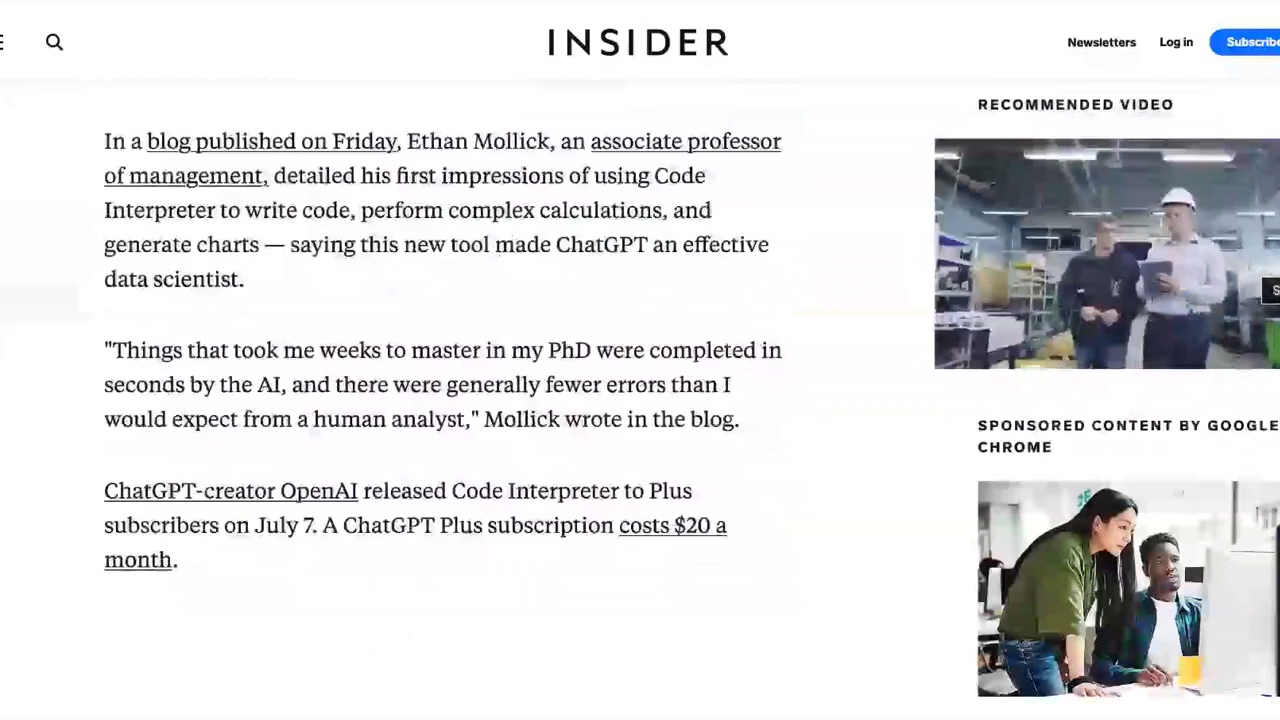 INSIDER
Newsletters
Log in
Subscribe
In a blog published on Friday, Ethan Mollick, an associate professor
of management, detailed his first impressions of using Code
Interpreter to write code, perform complex calculations, and
generate charts — saying this new tool made ChatGPT an effective
data scientist.
"Things that took me weeks to master in my PhD were completed in
seconds by the AI, and there were generally fewer errors than I
would expect from a human analyst," Mollick wrote in the blog.
ChatGPT-creator OpenAI released Code Interpreter to Plus
subscribers on July 7. A ChatGPT Plus subscription costs $20 a
month.
RECOMMENDED VIDEO
SPONSORED CONTENT BY GOOGLE
CHROME